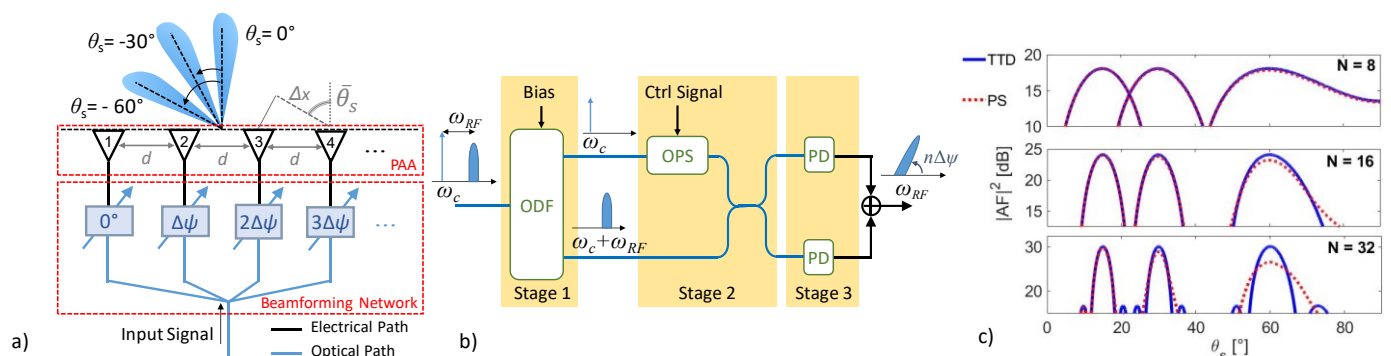 θs= -30°
θs=0°
θs= - 60°
Δx
θ̄s
1
2
3
4
...
d
d
d
PAA
0°
Δψ
2Δψ
3Δψ
...
Beamforming Network
Input Signal
Electrical Path
Optical Path
a)
Bias
Ctrl Signal
ωRF
ωc
ωc
ODF
OPS
PD
PD
nΔψ
ωRF
ωc+ωRF
Stage 1
Stage 2
Stage 3
b)
TTD
PS
|AF|² [dB]
20
15
10
N = 8
25
20
15
N = 16
30
25
20
N = 32
0
20
40
60
80
θs [°]
c)